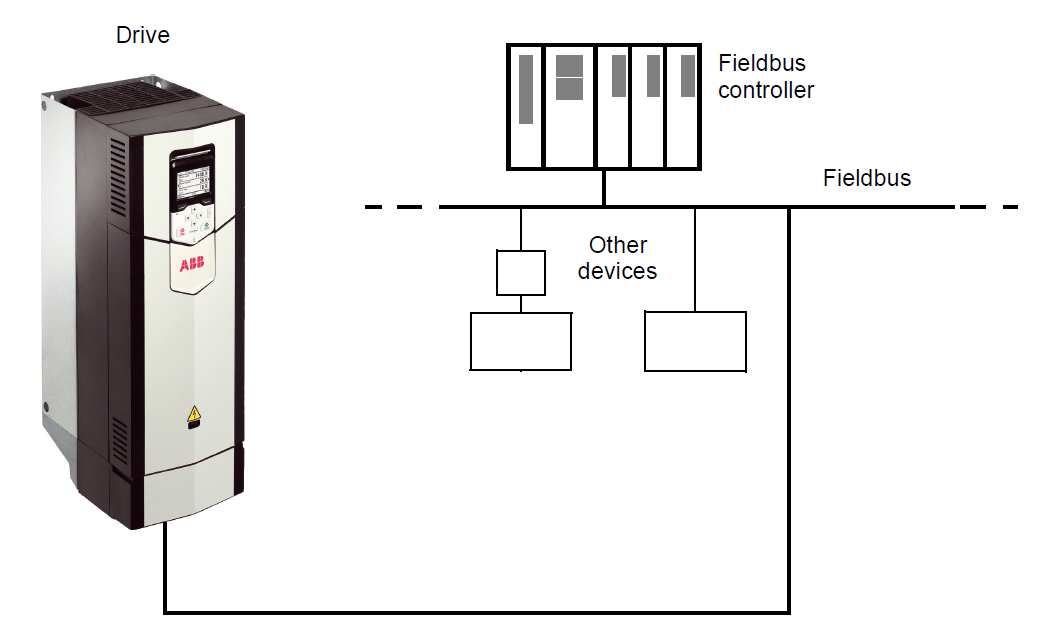 Drive
Fieldbus
controller
Fieldbus
Other
devices
ABB